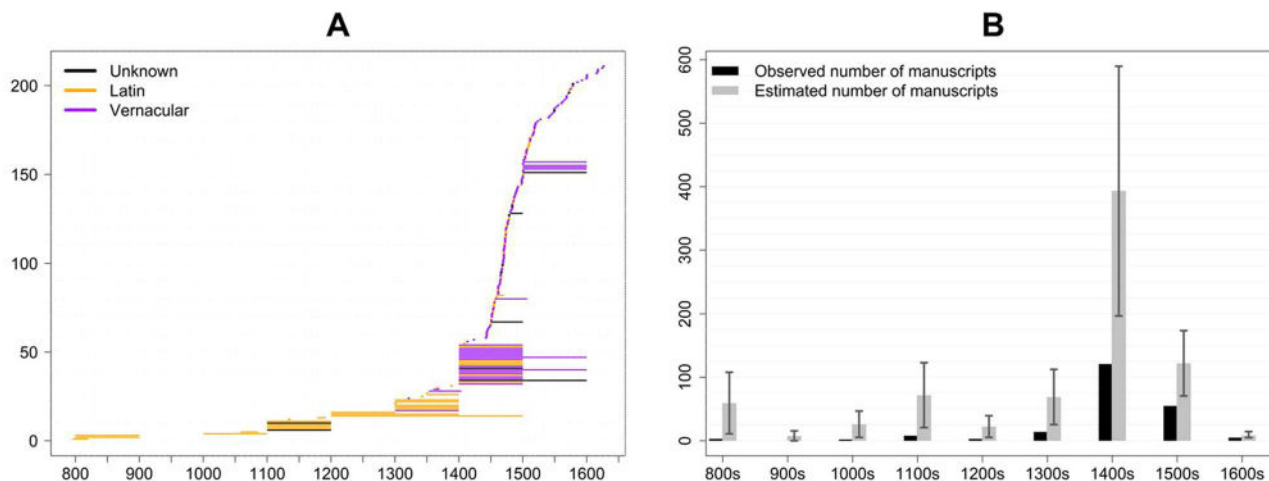 A
Unknown
Latin
Vernacular
200
150
100
50
0
800 900 1000 1100 1200 1300 1400 1500 1600
B
Observed number of manuscripts
Estimated number of manuscripts
600
500
400
300
200
100
0
800s 900s 1000s 1100s 1200s 1300s 1400s 1500s 1600s